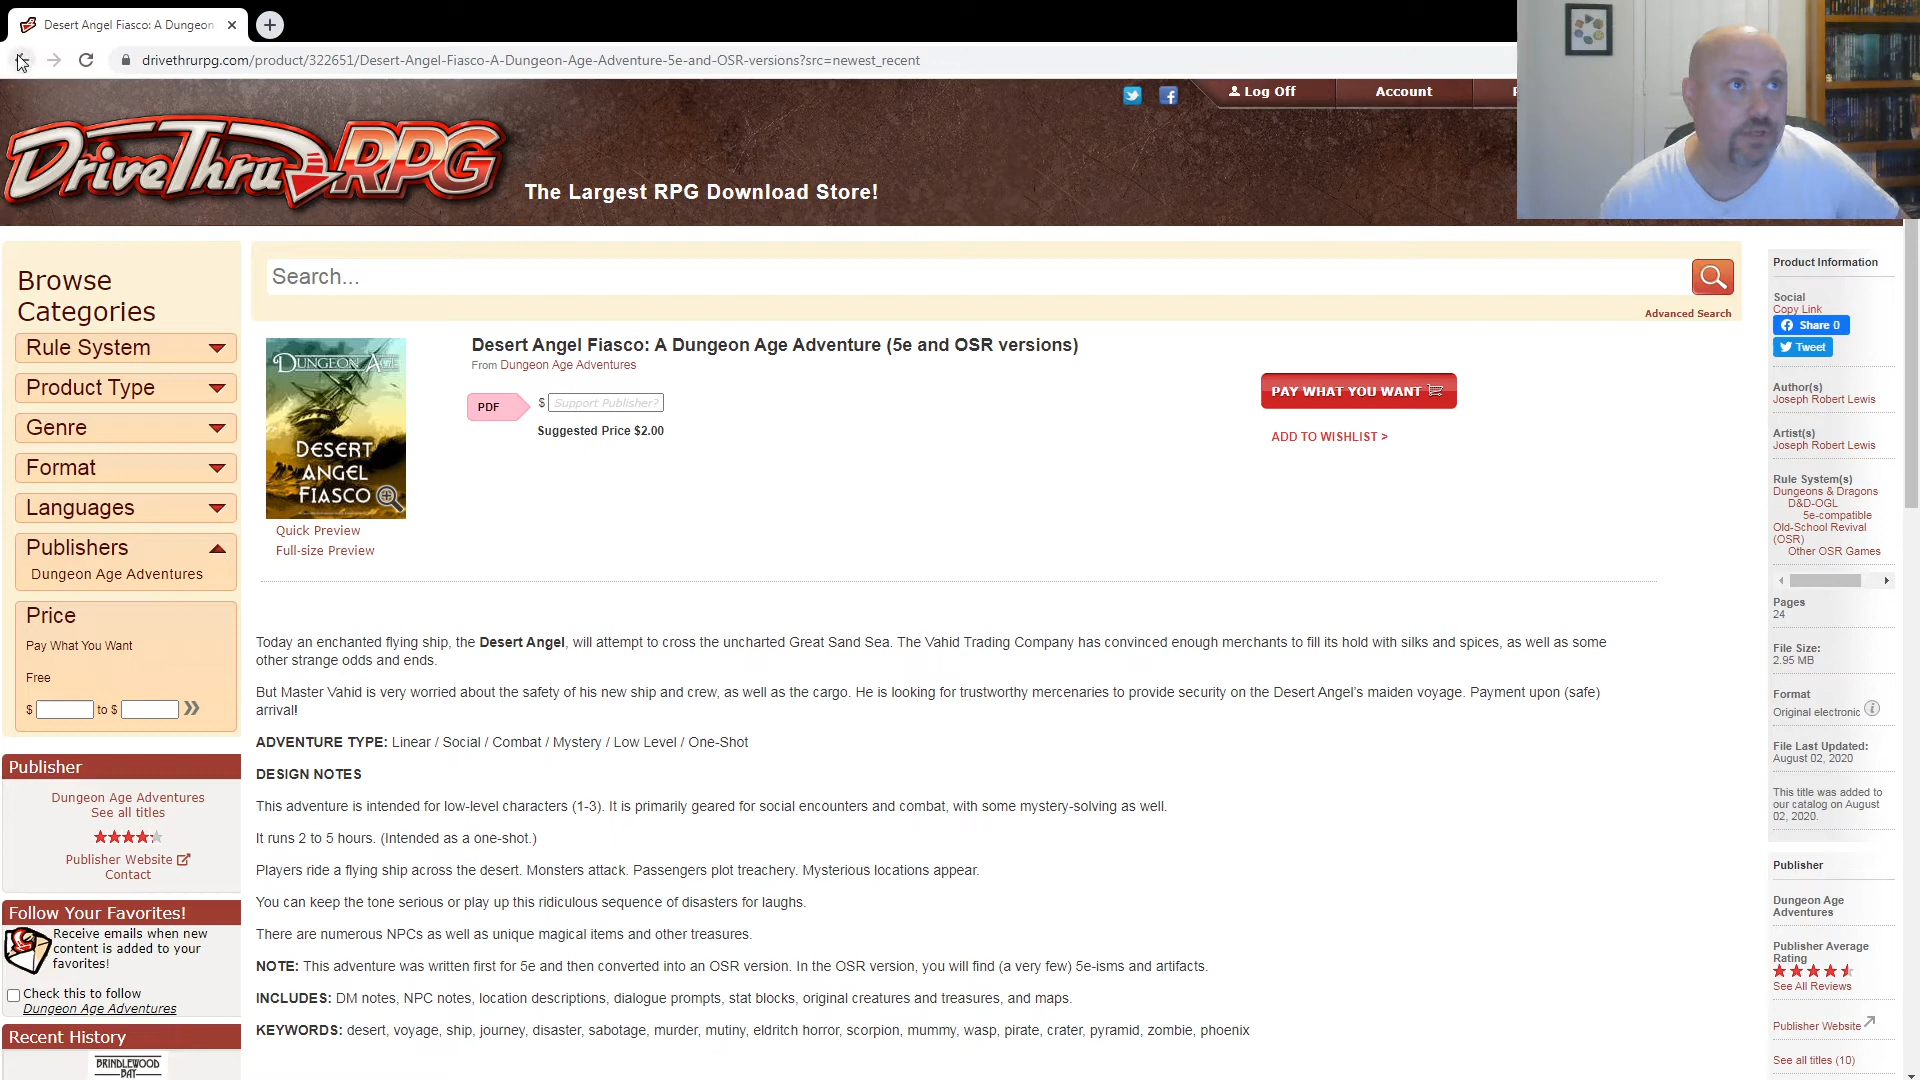 Desert Angel Fiasco: A Dungeon
drivethrurpg.com/product/322651/Desert-Angel-Fiasco-A-Dungeon-Age-Adventure-5e-and-OSR-versions?src=newest_recent
Log Off
Account
DriveThruRPG
The Largest RPG Download Store!
Browse
Categories
Rule System
Product Type
Genre
Format
Languages
Publishers
Dungeon Age Adventures
Price
Pay What You Want
Free
$ to $ »
Publisher
Dungeon Age Adventures
See all titles
Publisher Website
Contact
Follow Your Favorites!
Receive emails when new
content is added to your
favorites!
Check this to follow
Dungeon Age Adventures
Recent History
BRINDLEWOOD
BAY
Search...
Advanced Search
DUNGEON AGE
DESERT
ANGEL
FIASCO
Quick Preview
Full-size Preview
Desert Angel Fiasco: A Dungeon Age Adventure (5e and OSR versions)
From Dungeon Age Adventures
PDF
$ Support Publisher?
Suggested Price $2.00
PAY WHAT YOU WANT
ADD TO WISHLIST >
Today an enchanted flying ship, the Desert Angel, will attempt to cross the uncharted Great Sand Sea. The Vahid Trading Company has convinced enough merchants to fill its hold with silks and spices, as well as some
other strange odds and ends.
But Master Vahid is very worried about the safety of his new ship and crew, as well as the cargo. He is looking for trustworthy mercenaries to provide security on the Desert Angel's maiden voyage. Payment upon (safe)
arrival!
ADVENTURE TYPE: Linear / Social / Combat / Mystery / Low Level / One-Shot
DESIGN NOTES
This adventure is intended for low-level characters (1-3). It is primarily geared for social encounters and combat, with some mystery-solving as well.
It runs 2 to 5 hours. (Intended as a one-shot.)
Players ride a flying ship across the desert. Monsters attack. Passengers plot treachery. Mysterious locations appear.
You can keep the tone serious or play up this ridiculous sequence of disasters for laughs.
There are numerous NPCs as well as unique magical items and other treasures.
NOTE: This adventure was written first for 5e and then converted into an OSR version. In the OSR version, you will find (a very few) 5e-isms and artifacts.
INCLUDES: DM notes, NPC notes, location descriptions, dialogue prompts, stat blocks, original creatures and treasures, and maps.
KEYWORDS: desert, voyage, ship, journey, disaster, sabotage, murder, mutiny, eldritch horror, scorpion, mummy, wasp, pirate, crater, pyramid, zombie, phoenix
Product Information
Social
Copy Link
Share 0
Tweet
Author(s)
Joseph Robert Lewis
Artist(s)
Joseph Robert Lewis
Rule System(s)
Dungeons & Dragons
D&D-OGL
5e-compatible
Old-School Revival
(OSR)
Other OSR Games
Pages
24
File Size:
2.95 MB
Format
Original electronic
File Last Updated:
August 02, 2020
This title was added to
our catalog on August
02, 2020.
Publisher
Dungeon Age
Adventures
Publisher Average
Rating
See All Reviews
Publisher Website
See all titles (10)